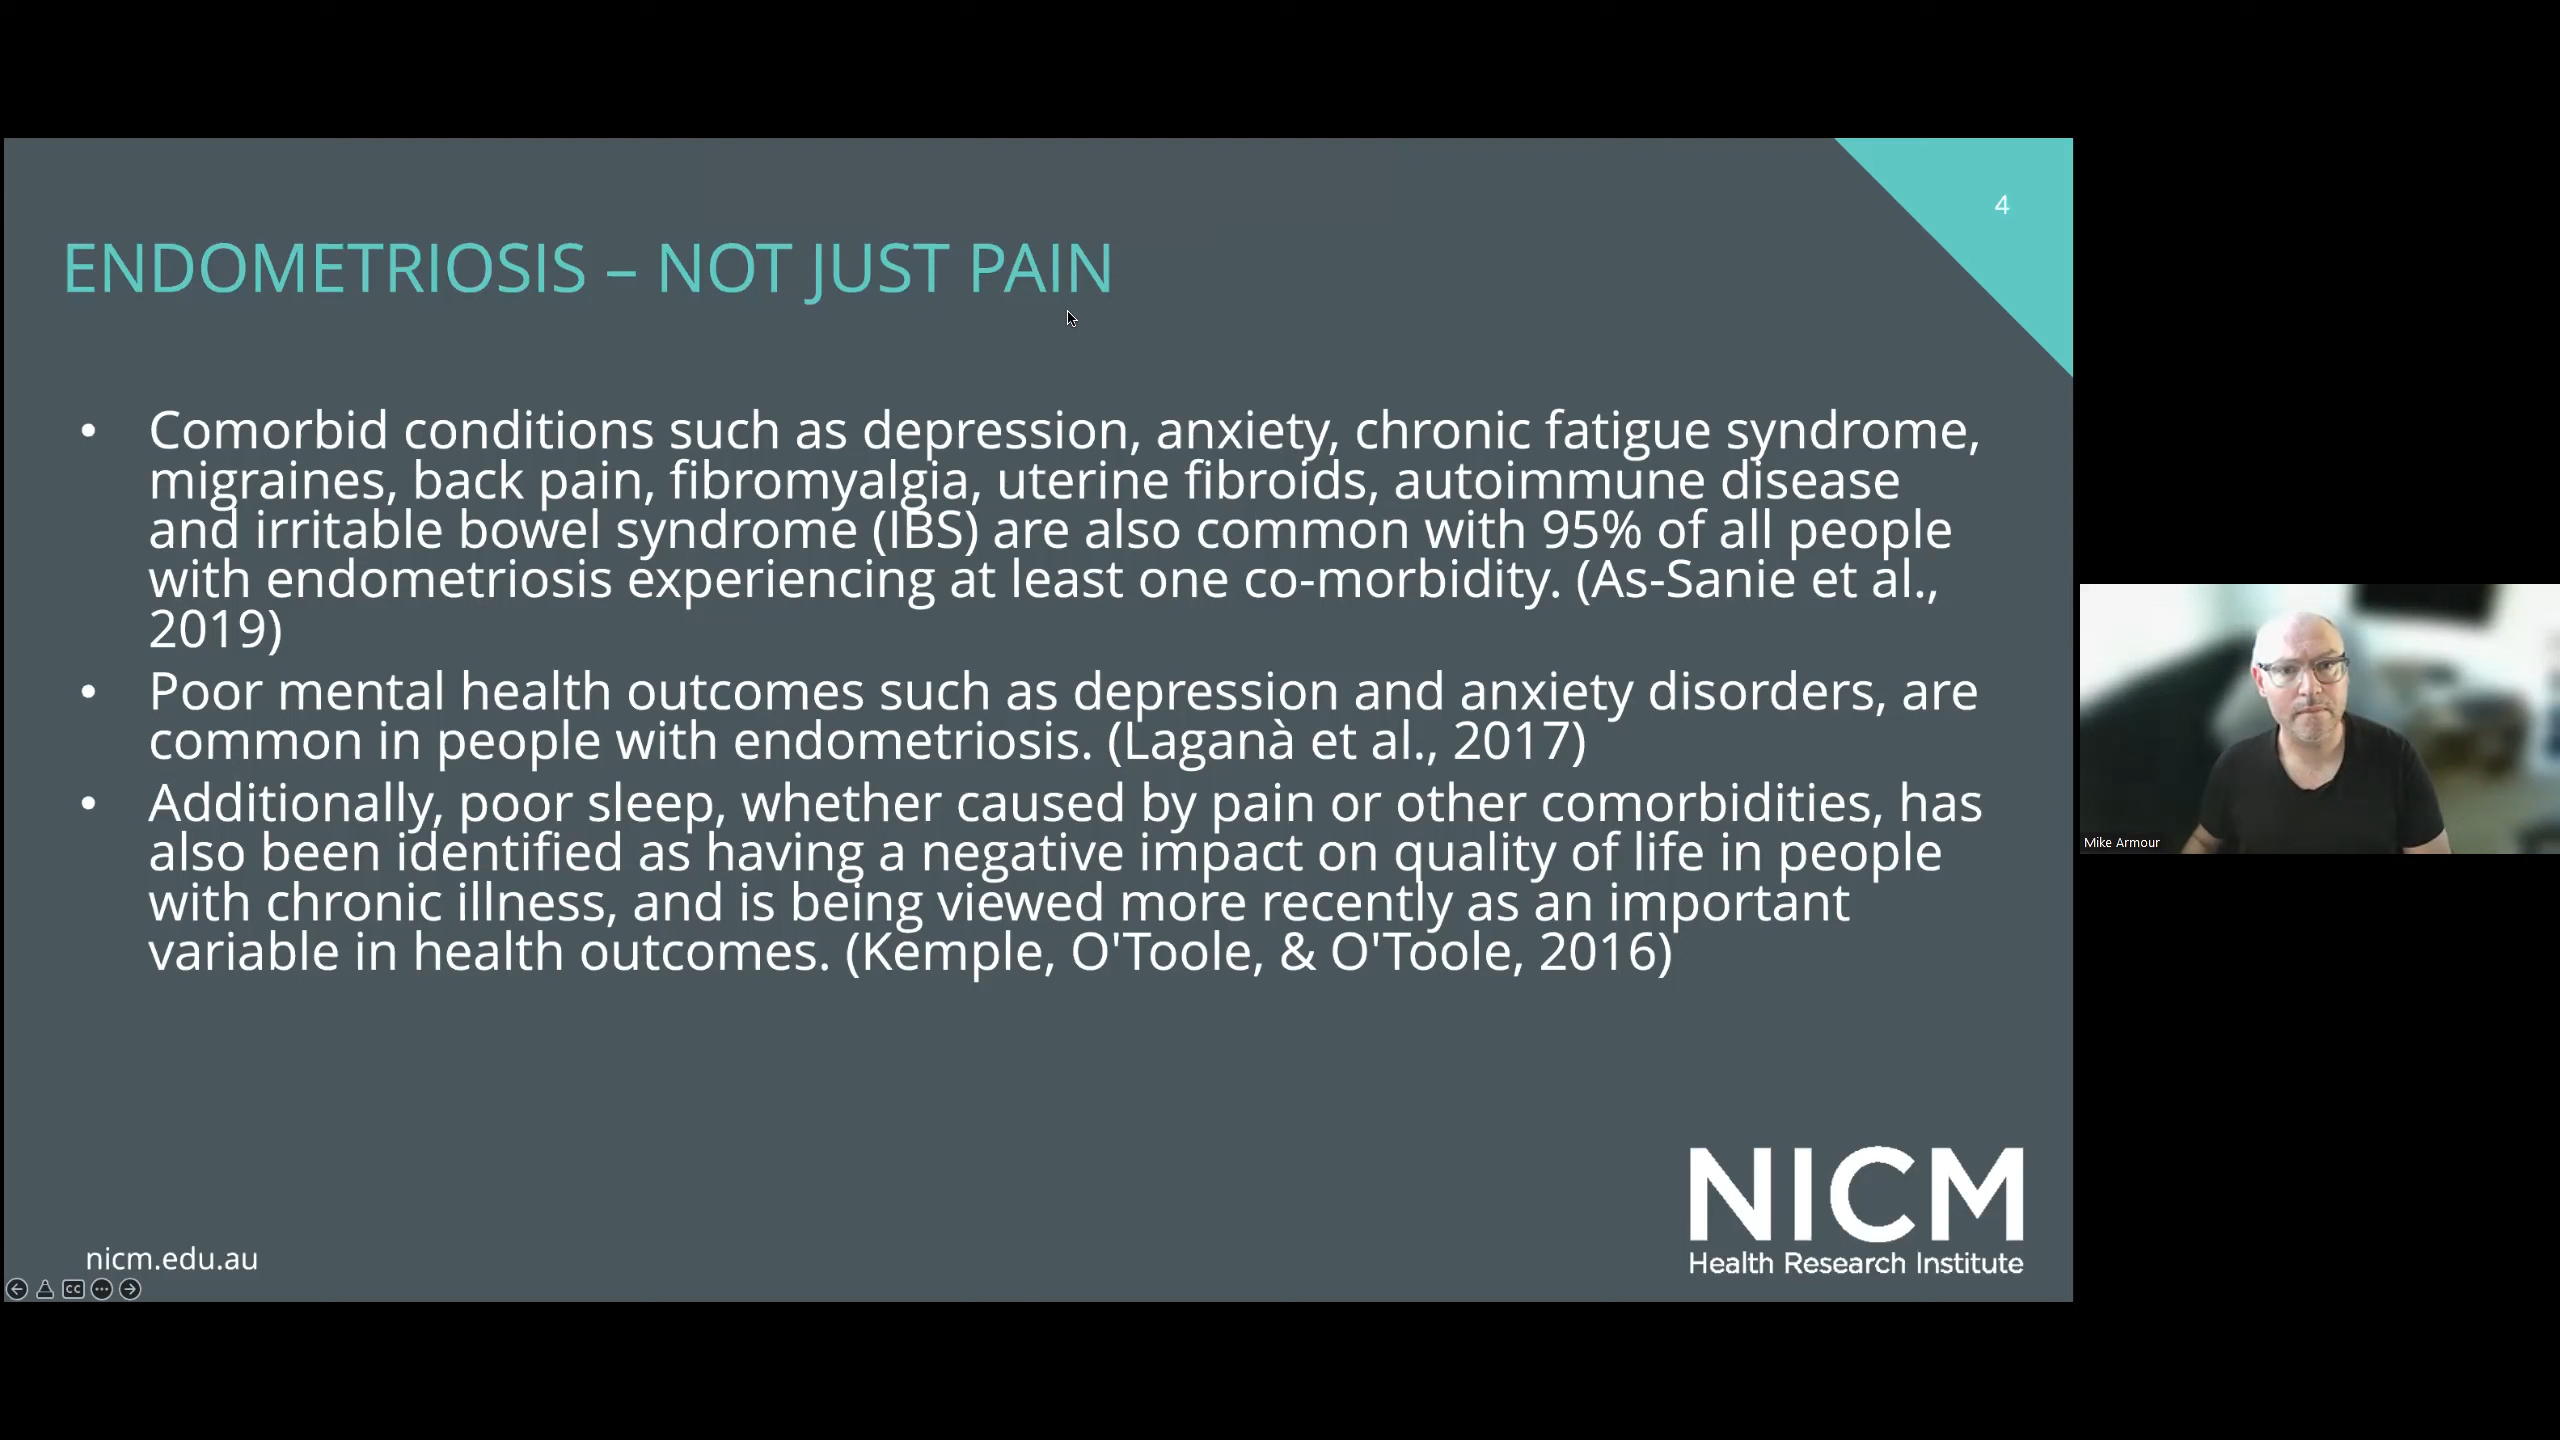 4
ENDOMETRIOSIS – NOT JUST PAIN
• Comorbid conditions such as depression, anxiety, chronic fatigue syndrome,
migraines, back pain, fibromyalgia, uterine fibroids, autoimmune disease
and irritable bowel syndrome (IBS) are also common with 95% of all people
with endometriosis experiencing at least one co-morbidity. (As-Sanie et al.,
2019)
• Poor mental health outcomes such as depression and anxiety disorders, are
common in people with endometriosis. (Laganà et al., 2017)
• Additionally, poor sleep, whether caused by pain or other comorbidities, has
also been identified as having a negative impact on quality of life in people
with chronic illness, and is being viewed more recently as an important
variable in health outcomes. (Kemple, O'Toole, & O'Toole, 2016)
Mike Armour
NICM
Health Research Institute
nicm.edu.au
CC